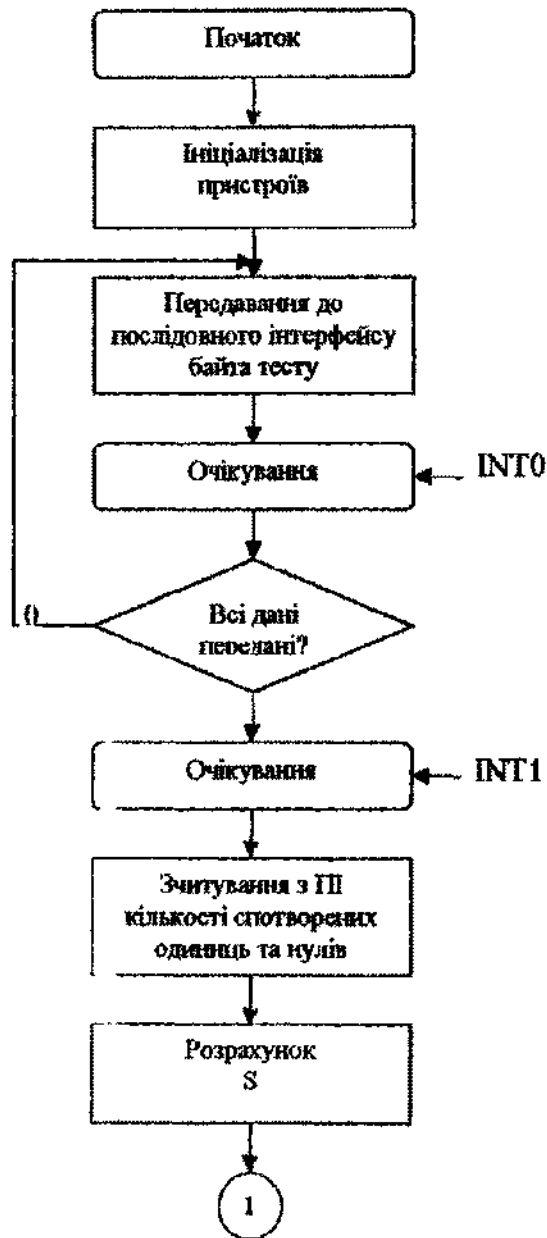 Початок
Ініціалізація
пристроїв
Передавання до
послідовного інтерфейсу
байта тесту
Очікування
INT0
0
Всі дані
передані?
Очікування
INT1
Зчитування з ПІ
кількості спотворених
одиниць та нулів
Розрахунок
S
1